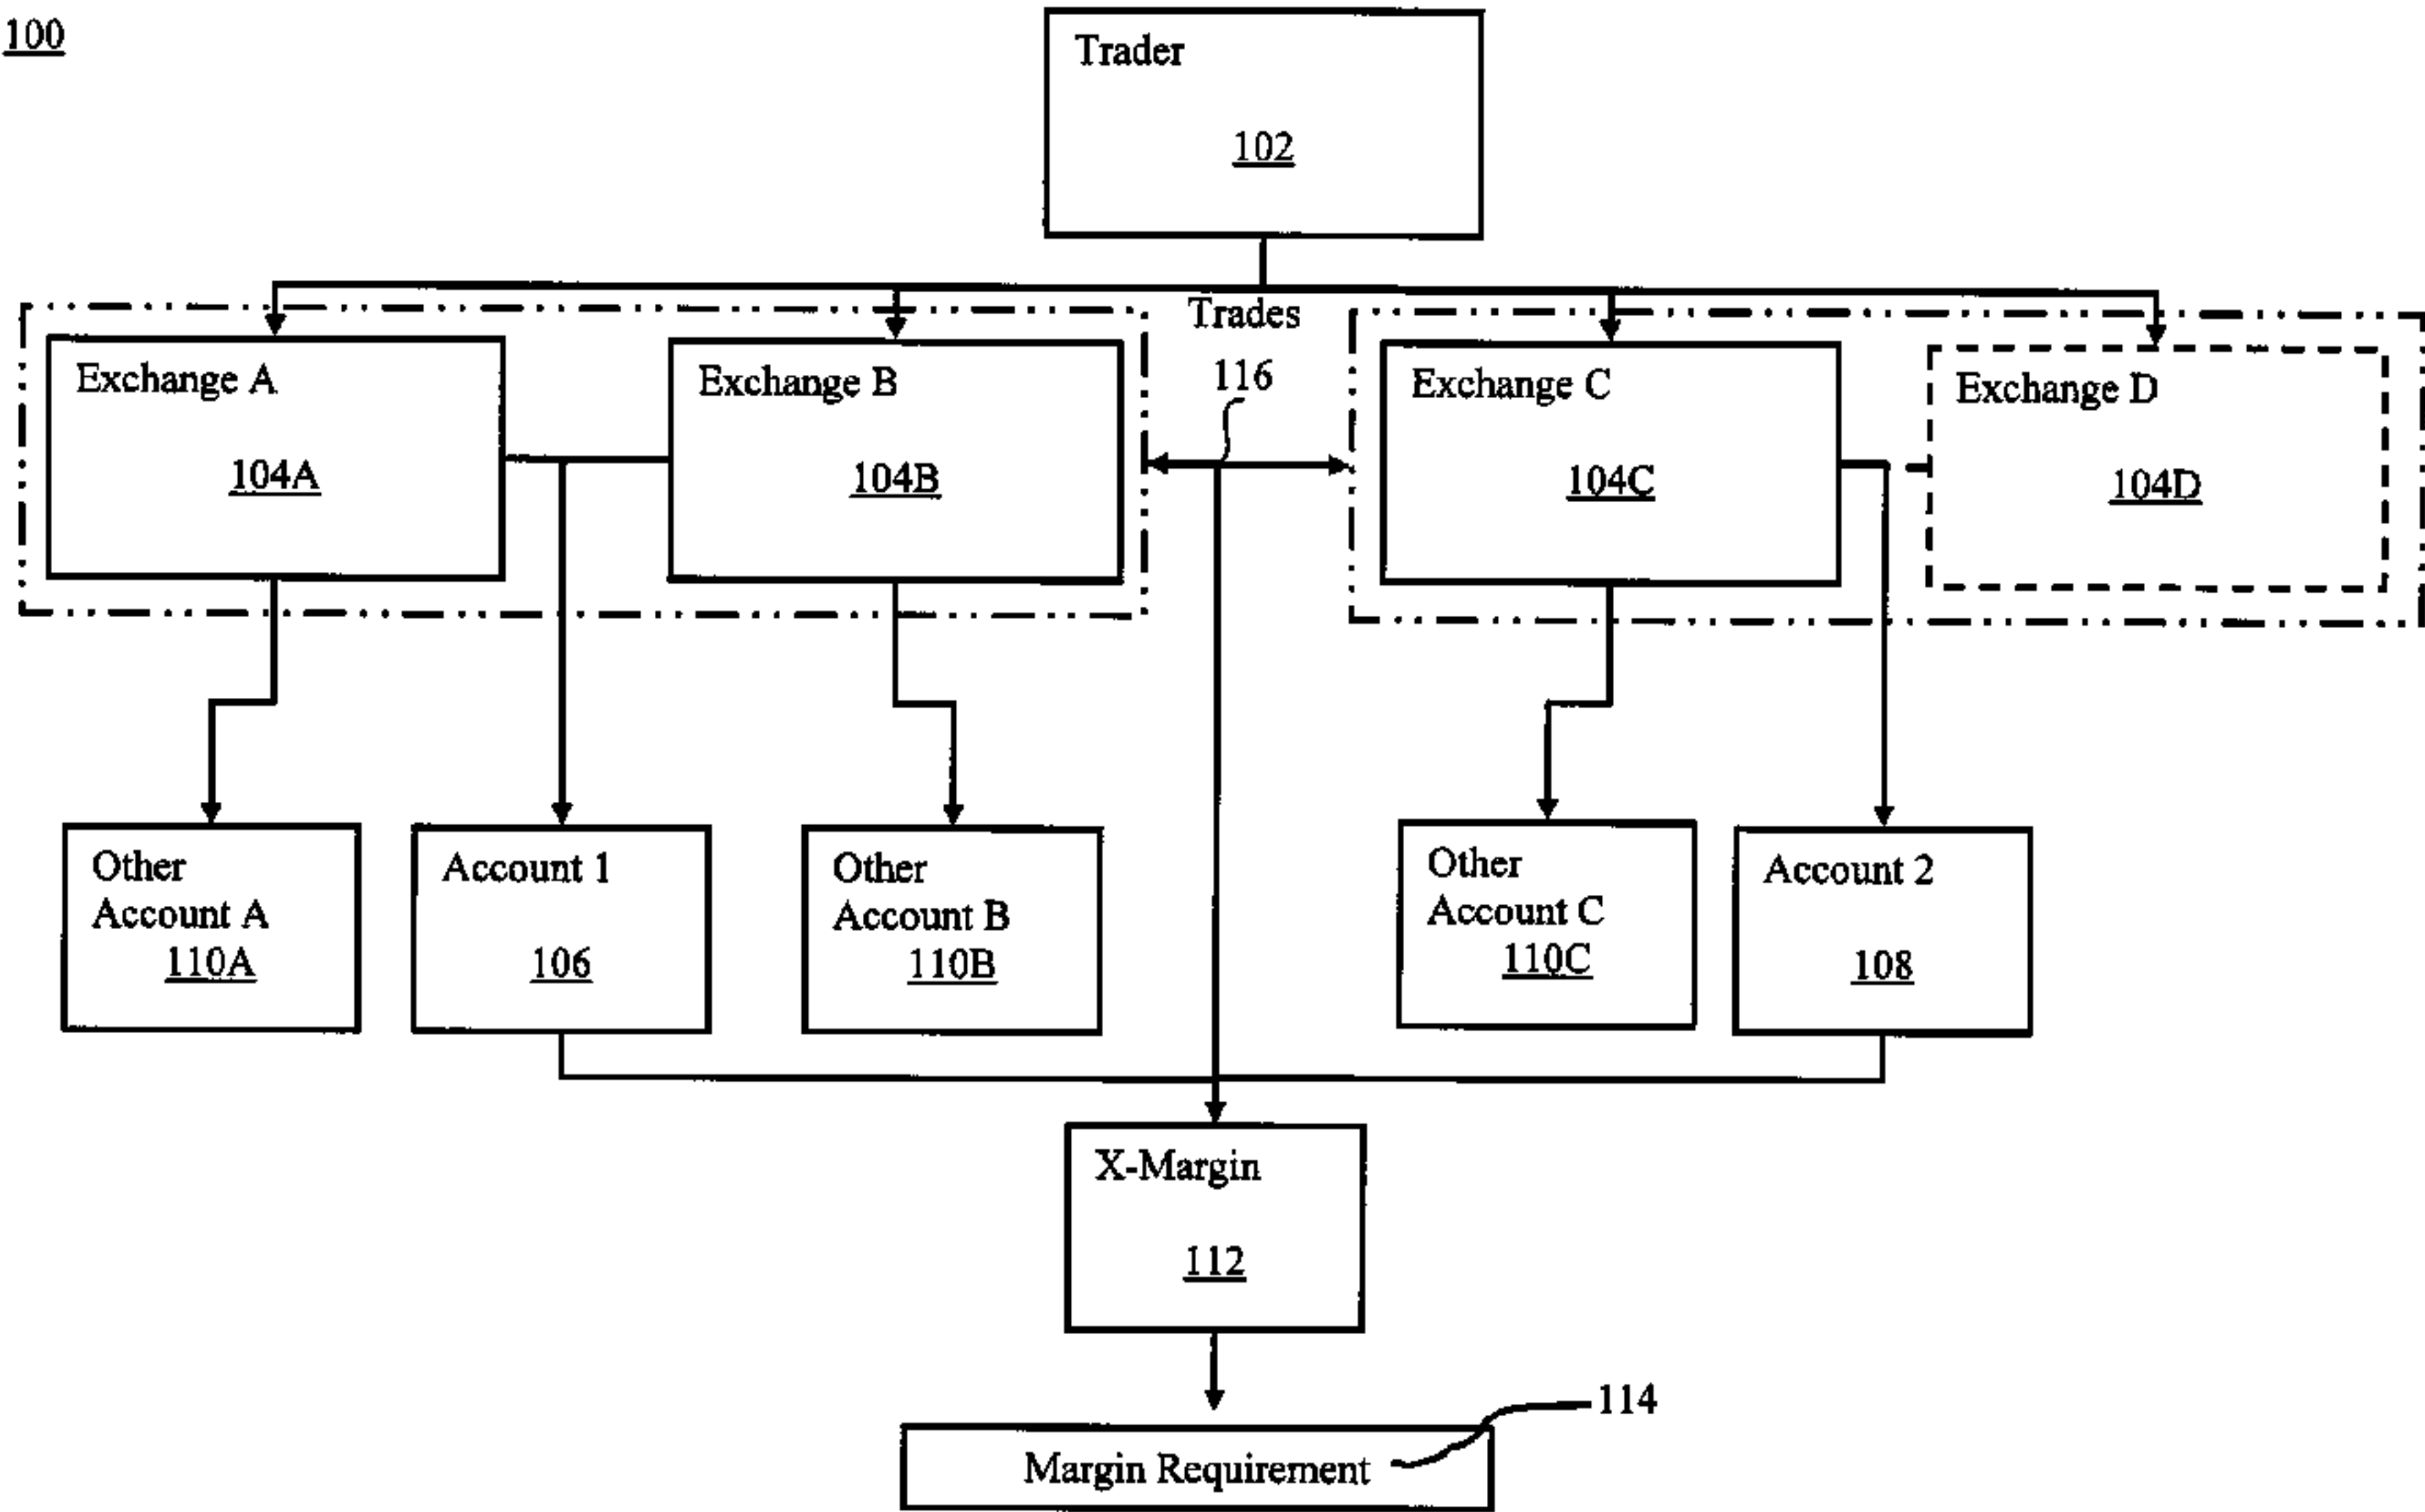 100
Trader
102
Trades
116
Exchange A
104A
Exchange B
104B
Exchange C
104C
Exchange D
104D
Other
Account A
110A
Account 1
106
Other
Account B
110B
Other
Account C
110C
Account 2
108
X-Margin
112
114
Margin Requirement